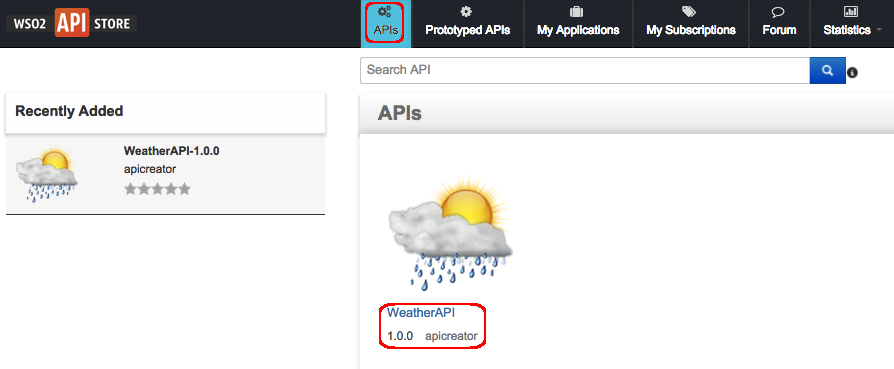 WSO2 API STORE
APIs
Prototyped APIs
My Applications
My Subscriptions
Forum
Statistics
Search API
Recently Added
WeatherAPI-1.0.0
apicreator
APIs
WeatherAPI
1.0.0 apicreator